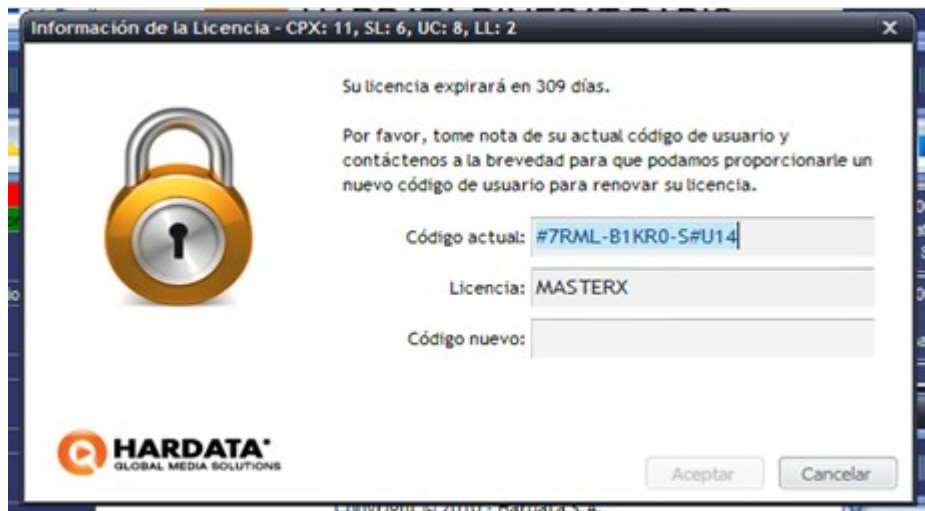 Información de la Licencia - CPX: 11, SL: 6, UC: 8, LL: 2
Su licencia expirará en 309 días.
Por favor, tome nota de su actual código de usuario y
contáctenos a la brevedad para que podamos proporcionarle un
nuevo código de usuario para renovar su licencia.
Código actual: #7RML-B1KR0-S#U14
Licencia: MASTERX
Código nuevo:
HARDATA
GLOBAL MEDIA SOLUTIONS
Aceptar Cancelar
Copyright © 2010 - Hardata S.A.